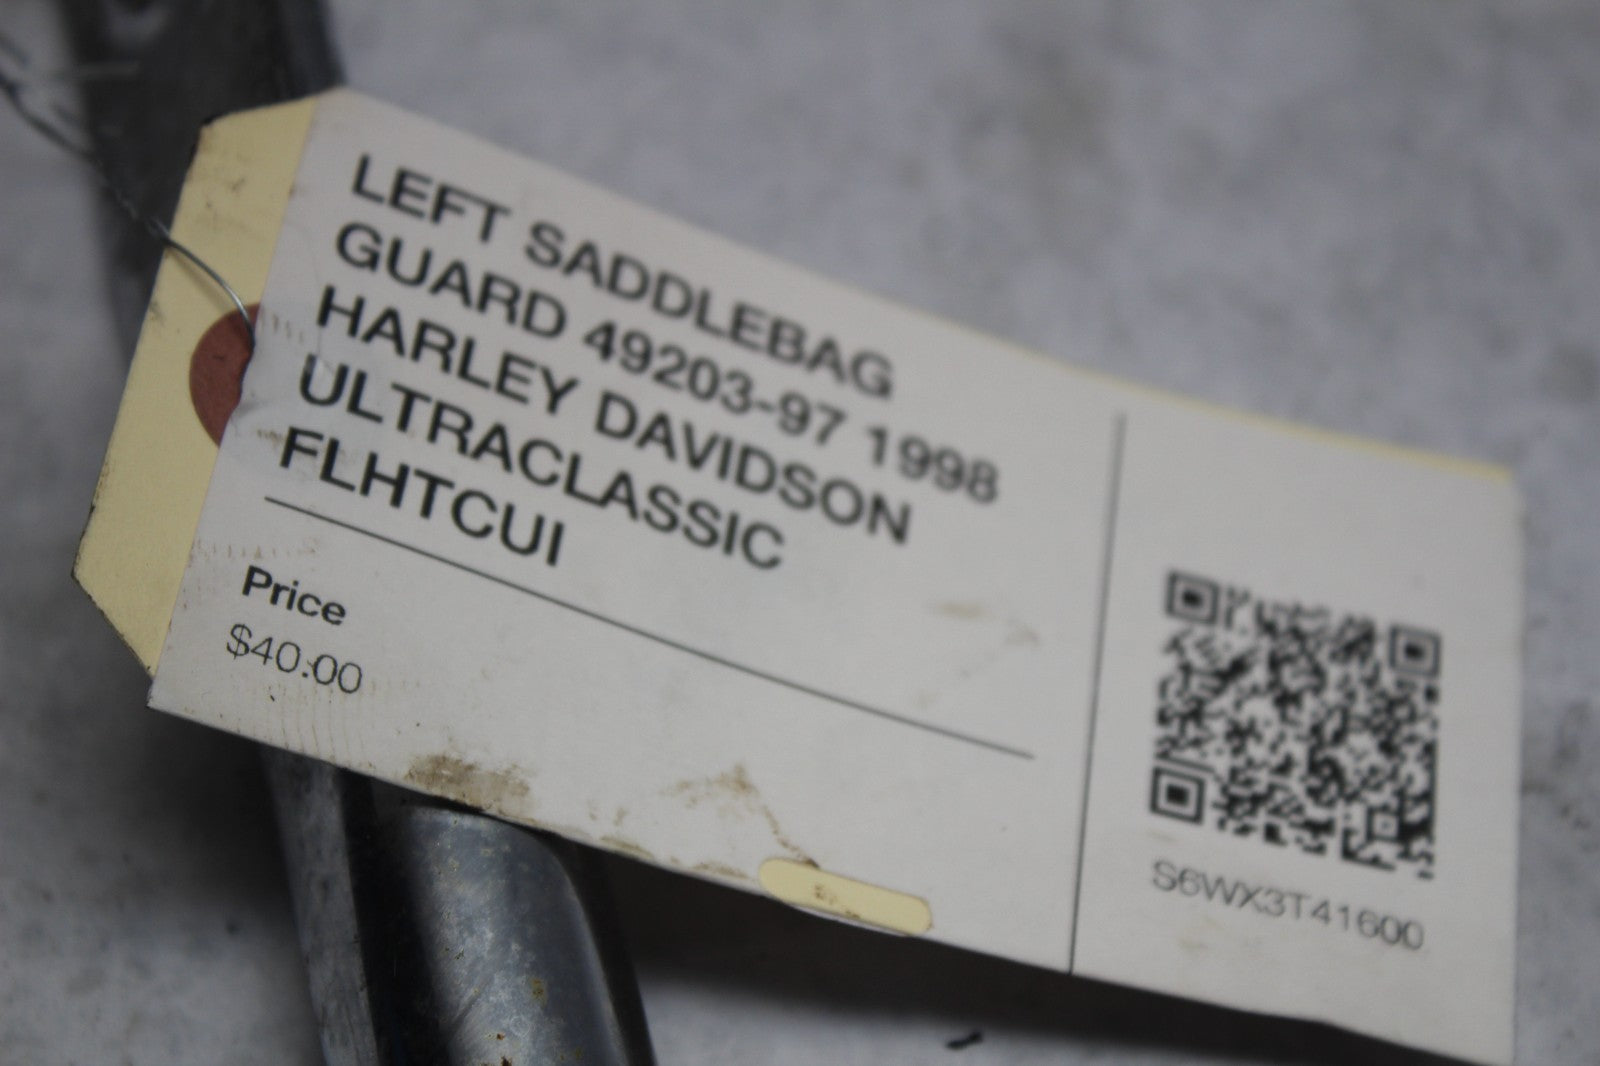 LEFT SADDLEBAG
GUARD 49203-97 1998
HARLEY DAVIDSON
ULTRACLASSIC
FLHTCUI
Price
$40.00
S6WX3T41600